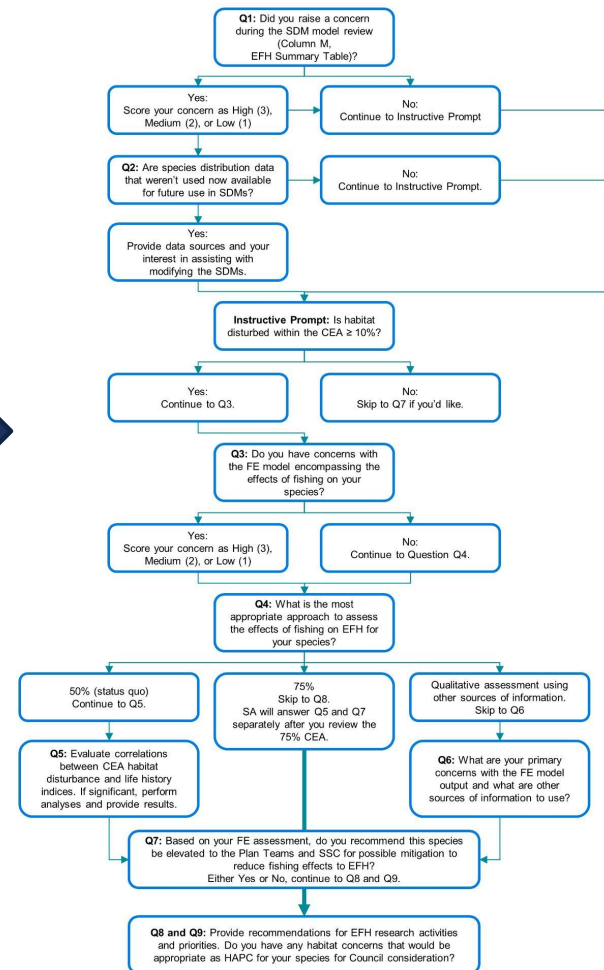 Q1: Did you raise a concern
during the SDM model review
(Column M,
EFH Summary Table)?
Yes:
Score your concern as High (3),
Medium (2), or Low (1)
No:
Continue to Instructive Prompt
Q2: Are species distribution data
that weren't used now available
for future use in SDMs?
No:
Continue to Instructive Prompt.
Yes:
Provide data sources and your
interest in assisting with
modifying the SDMs.
Instructive Prompt: Is habitat
disturbed within the CEA ≥ 10%?
Yes:
Continue to Q3.
No:
Skip to Q7 if you'd like.
Q3: Do you have concerns with
the FE model encompassing the
effects of fishing on your
species?
Yes:
Score your concern as High (3),
Medium (2), or Low (1)
No:
Continue to Question Q4.
Q4: What is the most
appropriate approach to assess
the effects of fishing on EFH for
your species?
50% (status quo)
Continue to Q5.
75%
Skip to Q8.
SA will answer Q5 and Q7
separately after you review the
75% CEA.
Qualitative assessment using
other sources of information.
Skip to Q6
Q5: Evaluate correlations
between CEA habitat
disturbance and life history
indices. If significant, perform
analyses and provide results.
Q6: What are your primary
concerns with the FE model
output and what are other
sources of information to use?
Q7: Based on your FE assessment, do you recommend this species
be elevated to the Plan Teams and SSC for possible mitigation to
reduce fishing effects to EFH?
Either Yes or No, continue to Q8 and Q9.
Q8 and Q9: Provide recommendations for EFH research activities
and priorities. Do you have any habitat concerns that would be
appropriate as HAPC for your species for Council consideration?